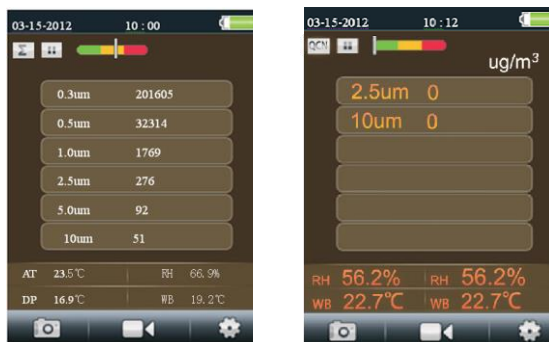 03-15-2012 10:00
Σ
0.3um 201605
0.5um 32314
1.0um 1769
2.5um 276
5.0um 92
10um 51
AT 23.5℃ RH 66.9%
DP 16.9℃ WB 19.2℃
03-15-2012 10:12
QCN
ug/m³
2.5um 0
10um 0
RH 56.2% RH 56.2%
WB 22.7℃ WB 22.7℃